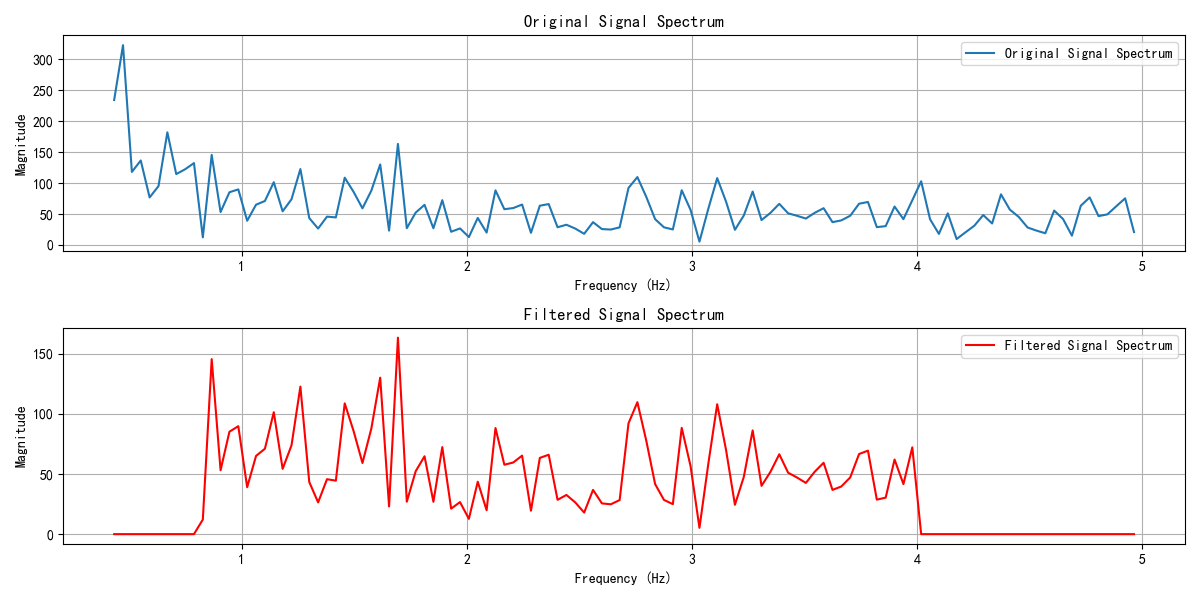 Original Signal Spectrum
Original Signal Spectrum
Magnitude
300
250
200
150
100
50
0
1 2 3 4 5
Frequency (Hz)
Filtered Signal Spectrum
Filtered Signal Spectrum
Magnitude
150
100
50
0
1 2 3 4 5
Frequency (Hz)